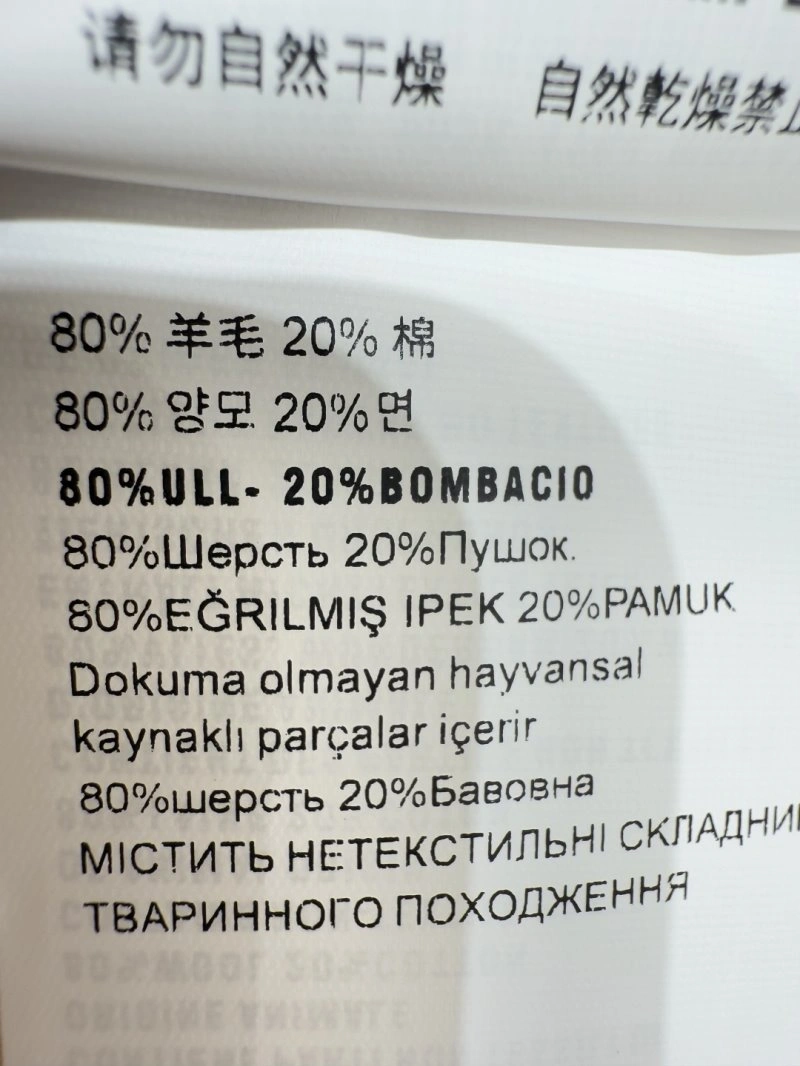 请勿自然干燥 自然乾燥禁止
80% 羊毛 20% 棉
80% 양모 20%면
80%ULL- 20%BOMBACIO
80%Шерсть 20%Пушок.
80%EĞRILMIŞ IPEK 20%PAMUK
Dokuma olmayan hayvansal
kaynaklı parçalar içerir
80%шерсть 20%Бавовна
МІСТИТЬ НЕТЕКСТИЛЬНІ
ТВАРИННОГО ПОХОДЖЕННЯ